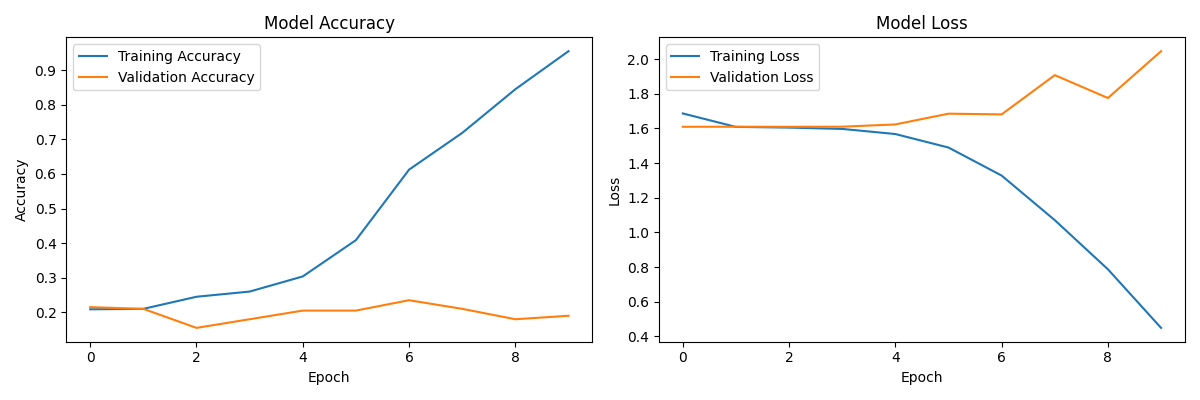 Model Accuracy
Training Accuracy
Validation Accuracy
0.9
0.8
0.7
0.6
0.5
0.4
0.3
0.2
Accuracy
0 2 4 6 8
Epoch
Model Loss
Training Loss
Validation Loss
2.0
1.8
1.6
1.4
1.2
1.0
0.8
0.6
0.4
Loss
0 2 4 6 8
Epoch